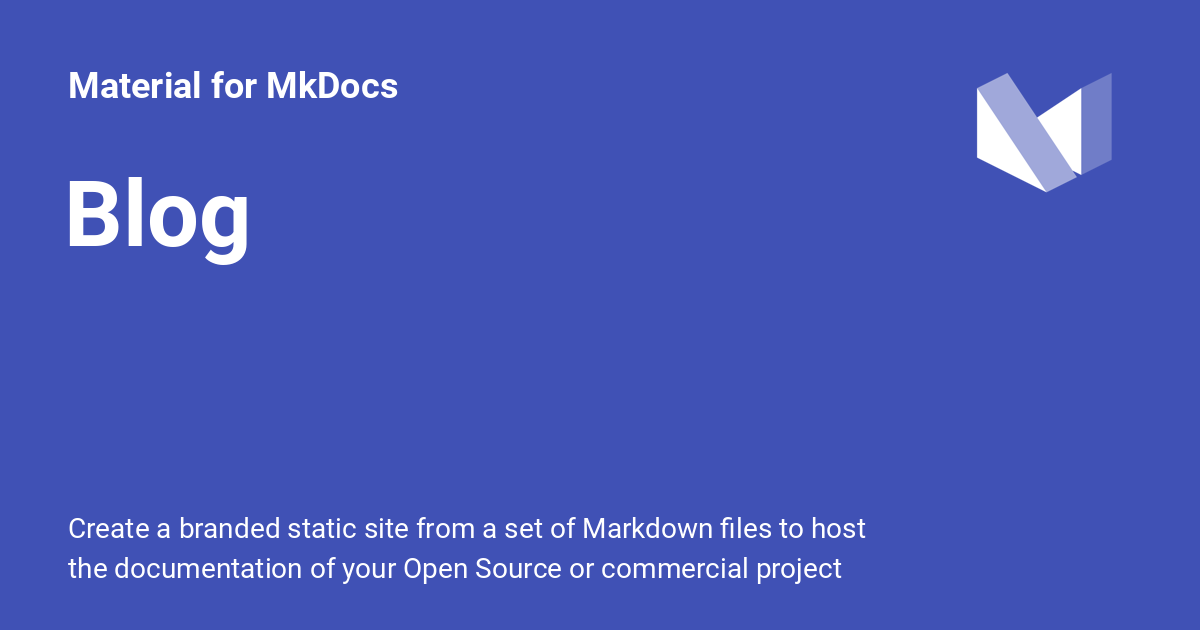 Material for MkDocs
Blog
Create a branded static site from a set of Markdown files to host
the documentation of your Open Source or commercial project